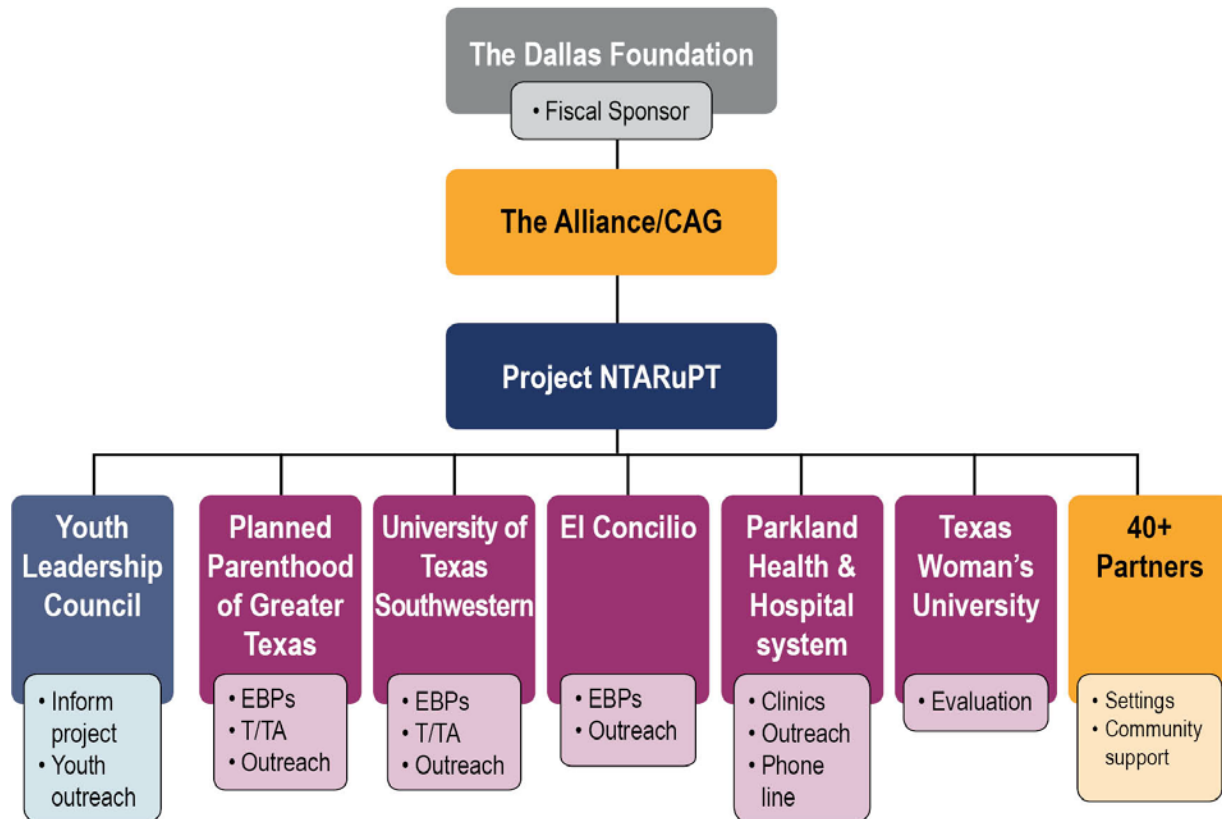 The Dallas Foundation
• Fiscal Sponsor
The Alliance/CAG
Project NTARuPT
Youth
Leadership
Council
• Inform
project
• Youth
outreach
Planned
Parenthood
of Greater
Texas
• EBPs
• T/TA
• Outreach
University of
Texas
Southwestern
• EBPs
• T/TA
• Outreach
El Concilio
• EBPs
• Outreach
Parkland
Health &
Hospital
system
• Clinics
• Outreach
• Phone
line
Texas
Woman’s
University
• Evaluation
40+
Partners
• Settings
• Community
support